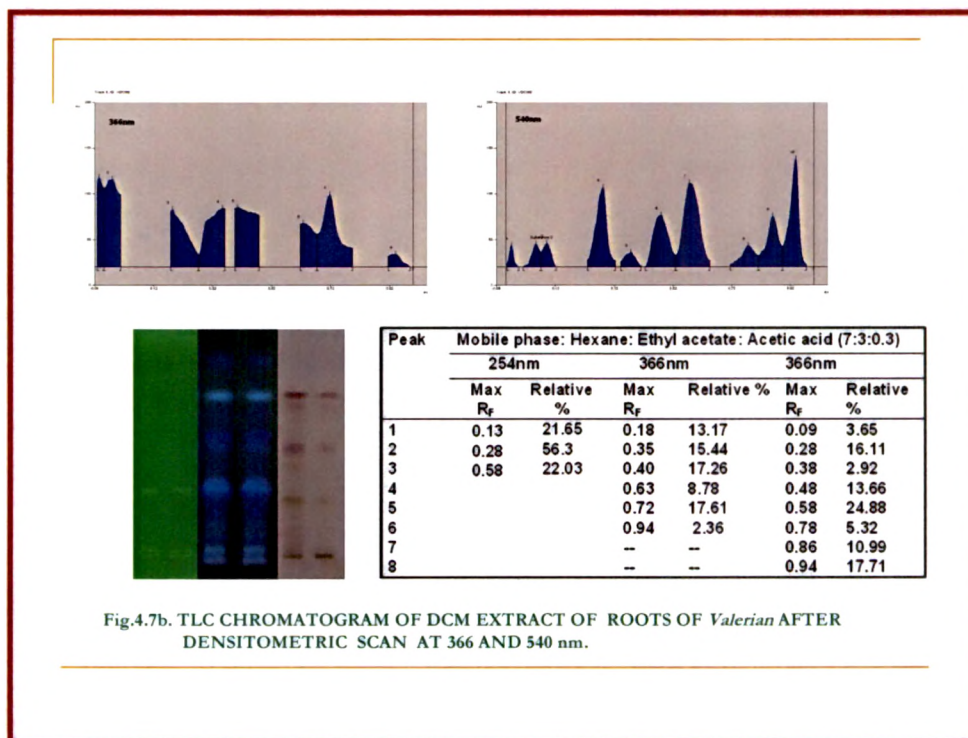 366nm
540nm
Peak Mobile phase: Hexane: Ethyl acetate: Acetic acid (7:3:0.3)
254nm 366nm 366nm
Max Relative Max Relative % Max Relative
RF % RF RF %
1 0.13 21.65 0.18 13.17 0.09 3.65
2 0.28 56.3 0.35 15.44 0.28 16.11
3 0.58 22.03 0.40 17.26 0.38 2.92
4 0.63 8.78 0.48 13.66
5 0.72 17.61 0.58 24.88
6 0.94 2.36 0.78 5.32
7 -- -- 0.86 10.99
8 -- -- 0.94 17.71
Fig.4.7b. TLC CHROMATOGRAM OF DCM EXTRACT OF ROOTS OF Valerian AFTER
DENSITOMETRIC SCAN AT 366 AND 540 nm.